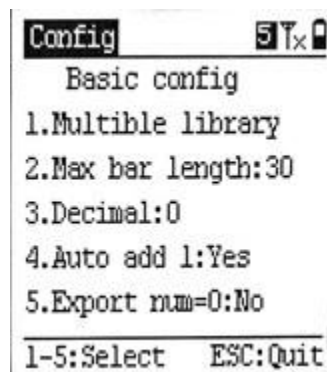 Config 5
Basic config
1.Multible library
2.Max bar length:30
3.Decimal:0
4.Auto add 1:Yes
5.Export num=0:No
1-5:Select ESC:Quit